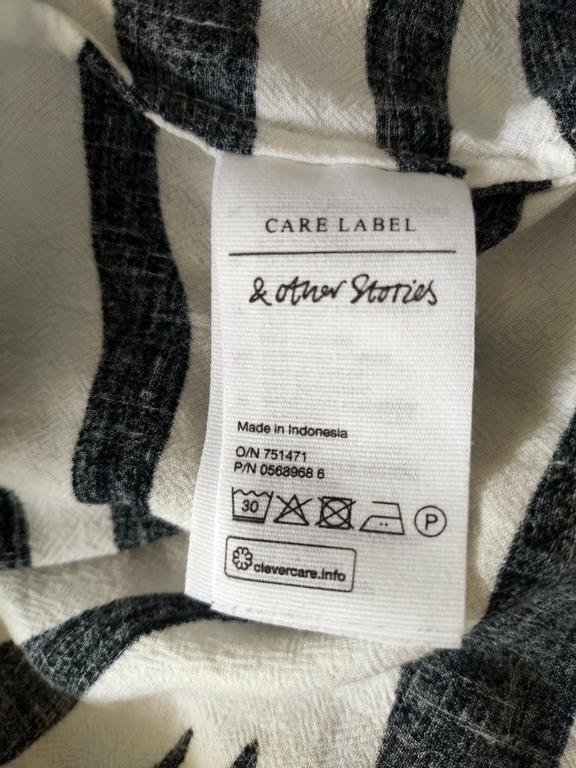 CARE LABEL
& other Stories
Made in Indonesia
O/N 751471
P/N 0568968 6
30
P
clevercare.info